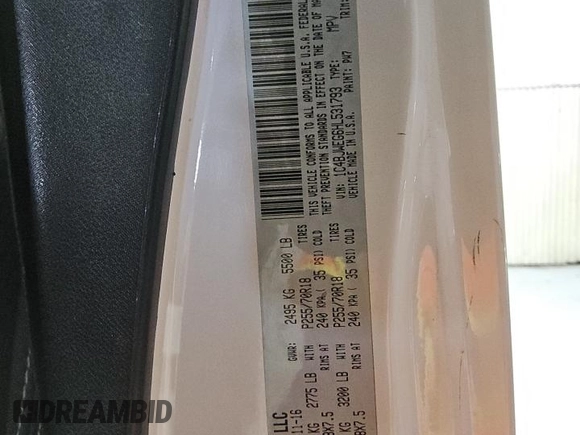 LLC
11-16 GVWR: 2495 KG 5500 LB
KG 2775 LB WITH P255/70R18 TIRES
8X7.5 RIMS AT 240 KPA( 35 PSI) COLD
KG 3200 LB WITH P255/70R18 TIRES
8X7.5 RIMS AT 240 KPA( 35 PSI) COLD
THIS VEHICLE CONFORMS TO ALL APPLICABLE U.S.A. FEDERAL
THEFT PREVENTION STANDARDS IN EFFECT ON THE DATE OF MA
VIN: 1C4BJWEG6HL531793 TYPE: MPV
MADE IN U.S.A. PAINT: PW7 TRIM:
DREAMBID